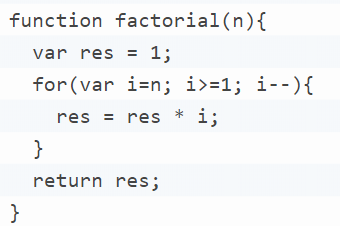 function factorial(n){
  var res = 1;
  for(var i=n; i>=1; i--){
    res = res * i;
  }
  return res;
}